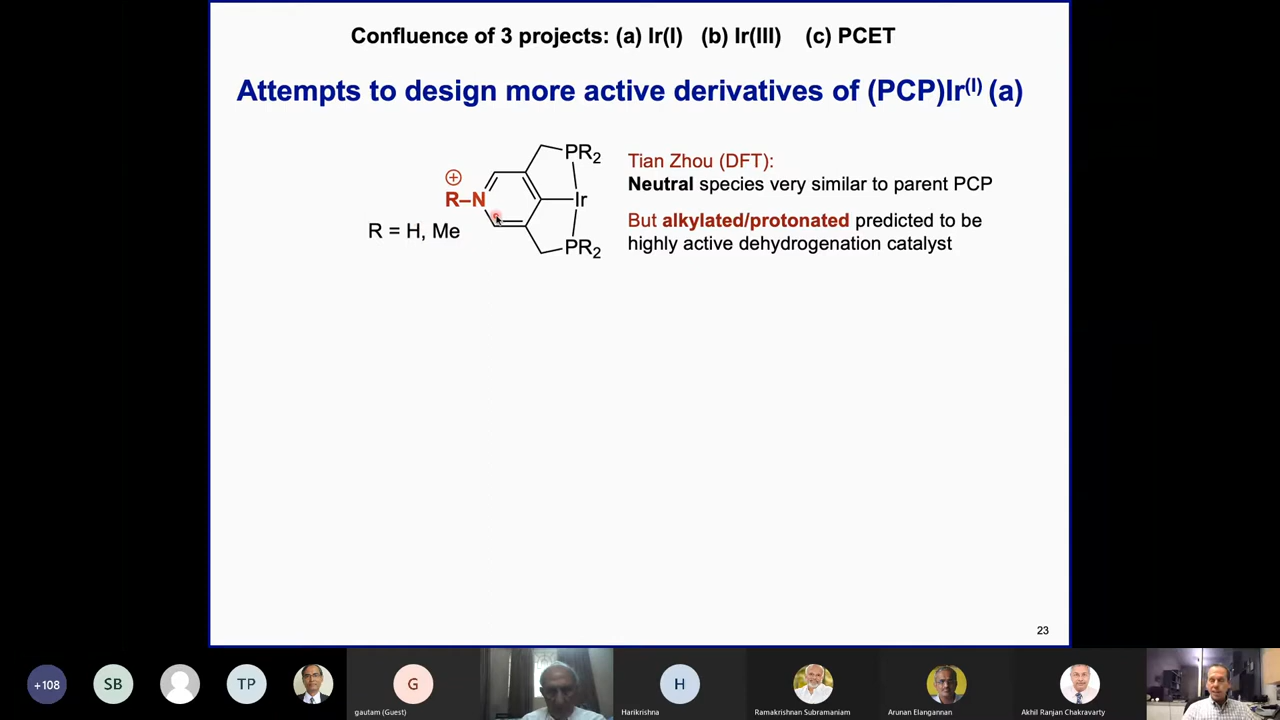 Confluence of 3 projects: (a) Ir(I) (b) Ir(III) (c) PCET
Attempts to design more active derivatives of (PCP)Ir(I) (a)
PR2
⊕
R–N
Ir
R = H, Me
PR2
Tian Zhou (DFT):
Neutral species very similar to parent PCP
But alkylated/protonated predicted to be
highly active dehydrogenation catalyst
23
+108
SB
TP
G
gautam (Guest)
H
Harikrishna
Ramakrishnan Subramaniam
Arunan Elangannan
Akhil Ranjan Chakravarty